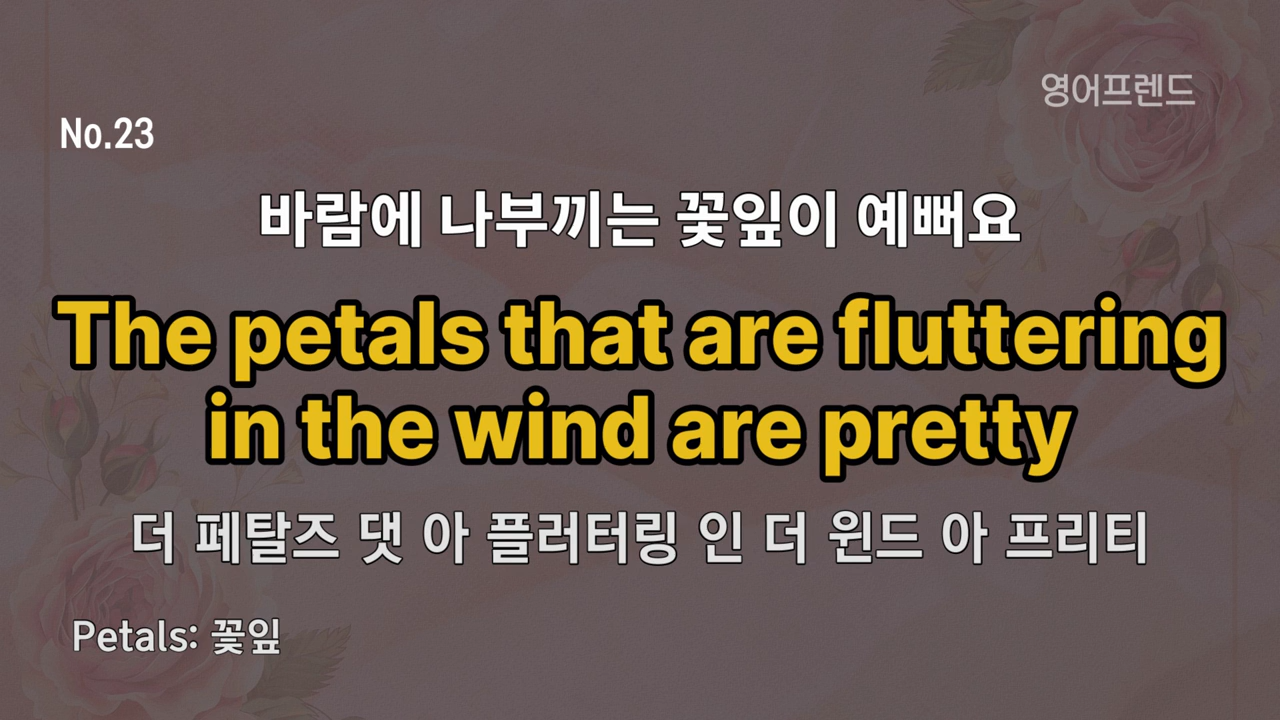 영어프렌드
No.23
바람에 나부끼는 꽃잎이 예뻐요
The petals that are fluttering
in the wind are pretty
더 페탈즈 댓 아 플러터링 인 더 윈드 아 프리티
Petals: 꽃잎